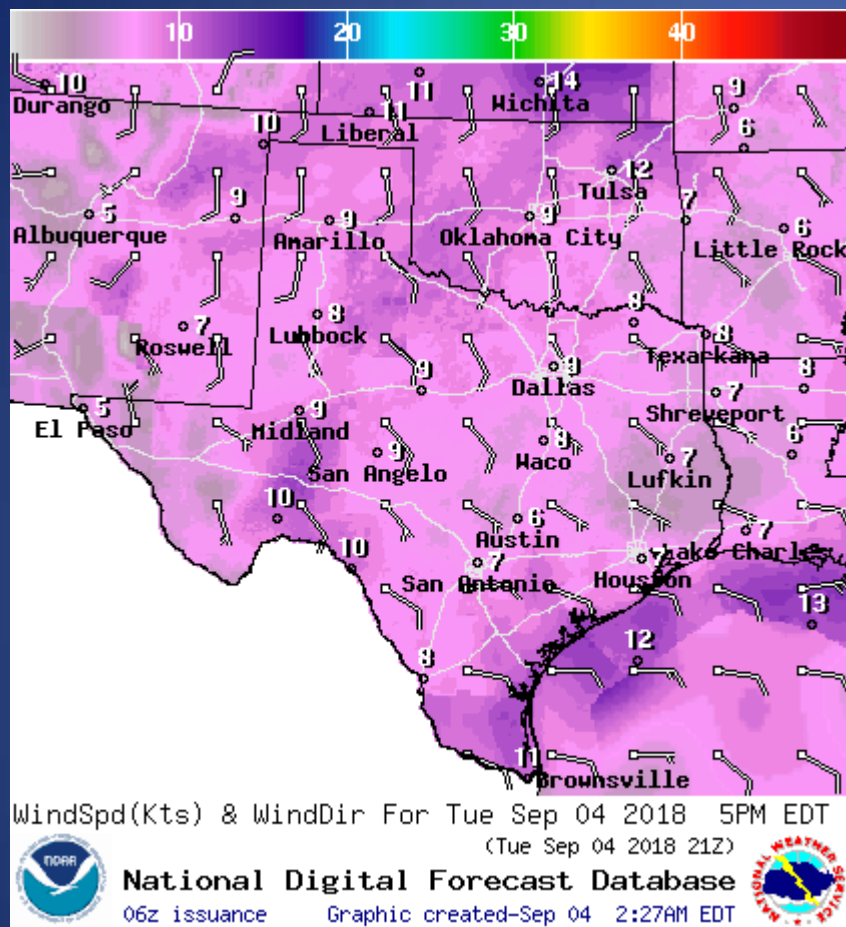 10 20 30 40
10 11 14 9
Durango Liberal 11 Wichita
10 6
12
Tulsa
5 9 9 9 7 6
Albuquerque Amarillo Oklahoma City Little Rock
7 8 8 8
Roswell Lubbock Texarkana
9 9 8
Dallas
5 9 7
El Paso Midland Shreveport
9 8 6
San Angelo Waco 7
Lufkin
10 6 7
Austin Lake Charles
10 7 7
San Antonio Houston
13
8 12
11
Brownsville
WindSpd(Kts) & WindDir For Tue Sep 04 2018 5PM EDT
(Tue Sep 04 2018 21Z)
NOAA
National Digital Forecast Database
06z issuance Graphic created-Sep 04 2:27AM EDT
NATIONAL WEATHER SERVICE